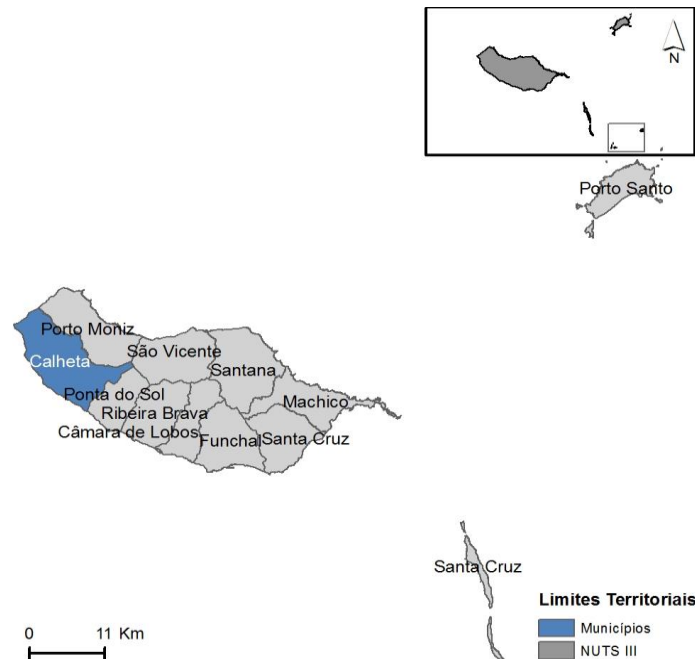 N
Porto Santo
Porto Moniz
São Vicente
Calheta
Santana
Ponta do Sol
Machico
Ribeira Brava
Câmara de Lobos
Funchal
Santa Cruz
Santa Cruz
Limites Territoriais
0 11 Km
Municípios
NUTS III